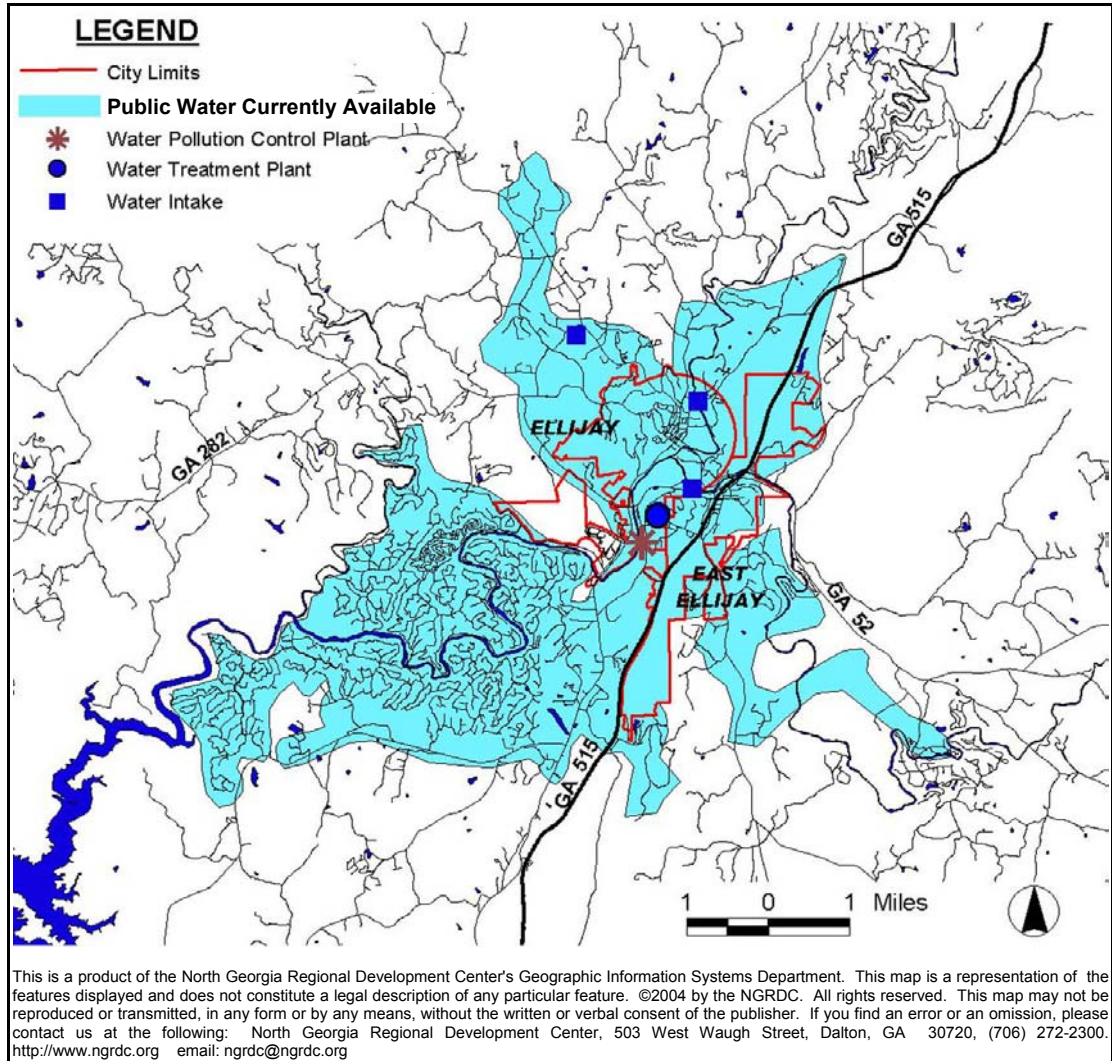 LEGEND
City Limits
Public Water Currently Available
Water Pollution Control Plant
Water Treatment Plant
Water Intake
GA 515
ELLIJAY
GA 282
EAST
ELLIJAY
GA 52
GA 515
1 0 1 Miles
This is a product of the North Georgia Regional Development Center's Geographic Information Systems Department. This map is a representation of the
features displayed and does not constitute a legal description of any particular feature. ©2004 by the NGRDC. All rights reserved. This map may not be
reproduced or transmitted, in any form or by any means, without the written or verbal consent of the publisher. If you find an error or an omission, please
contact us at the following: North Georgia Regional Development Center, 503 West Waugh Street, Dalton, GA 30720, (706) 272-2300,
http://www.ngrdc.org email: ngrdc@ngrdc.org